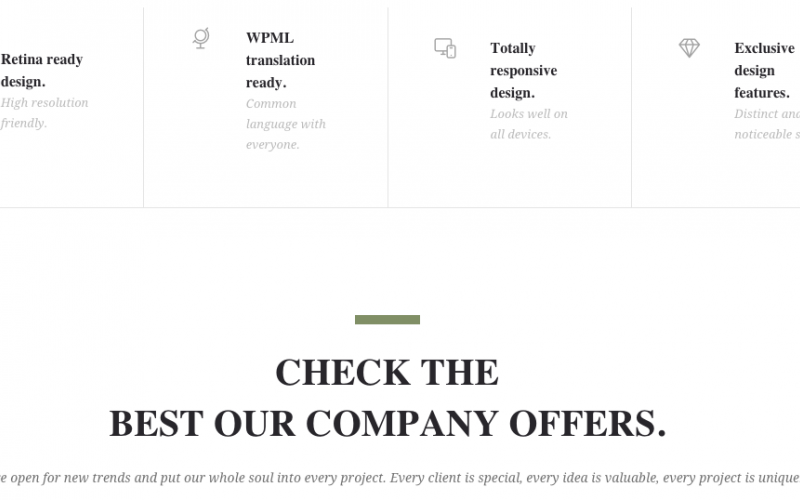 Retina ready
design.
High resolution
friendly.
WPML
translation
ready.
Common
language with
everyone.
Totally
responsive
design.
Looks well on
all devices.
Exclusive
design
features.
Distinct
noticeable
CHECK THE
BEST OUR COMPANY OFFERS.
open for new trends and put our whole soul into every project. Every client is special, every idea is valuable, every project is unique